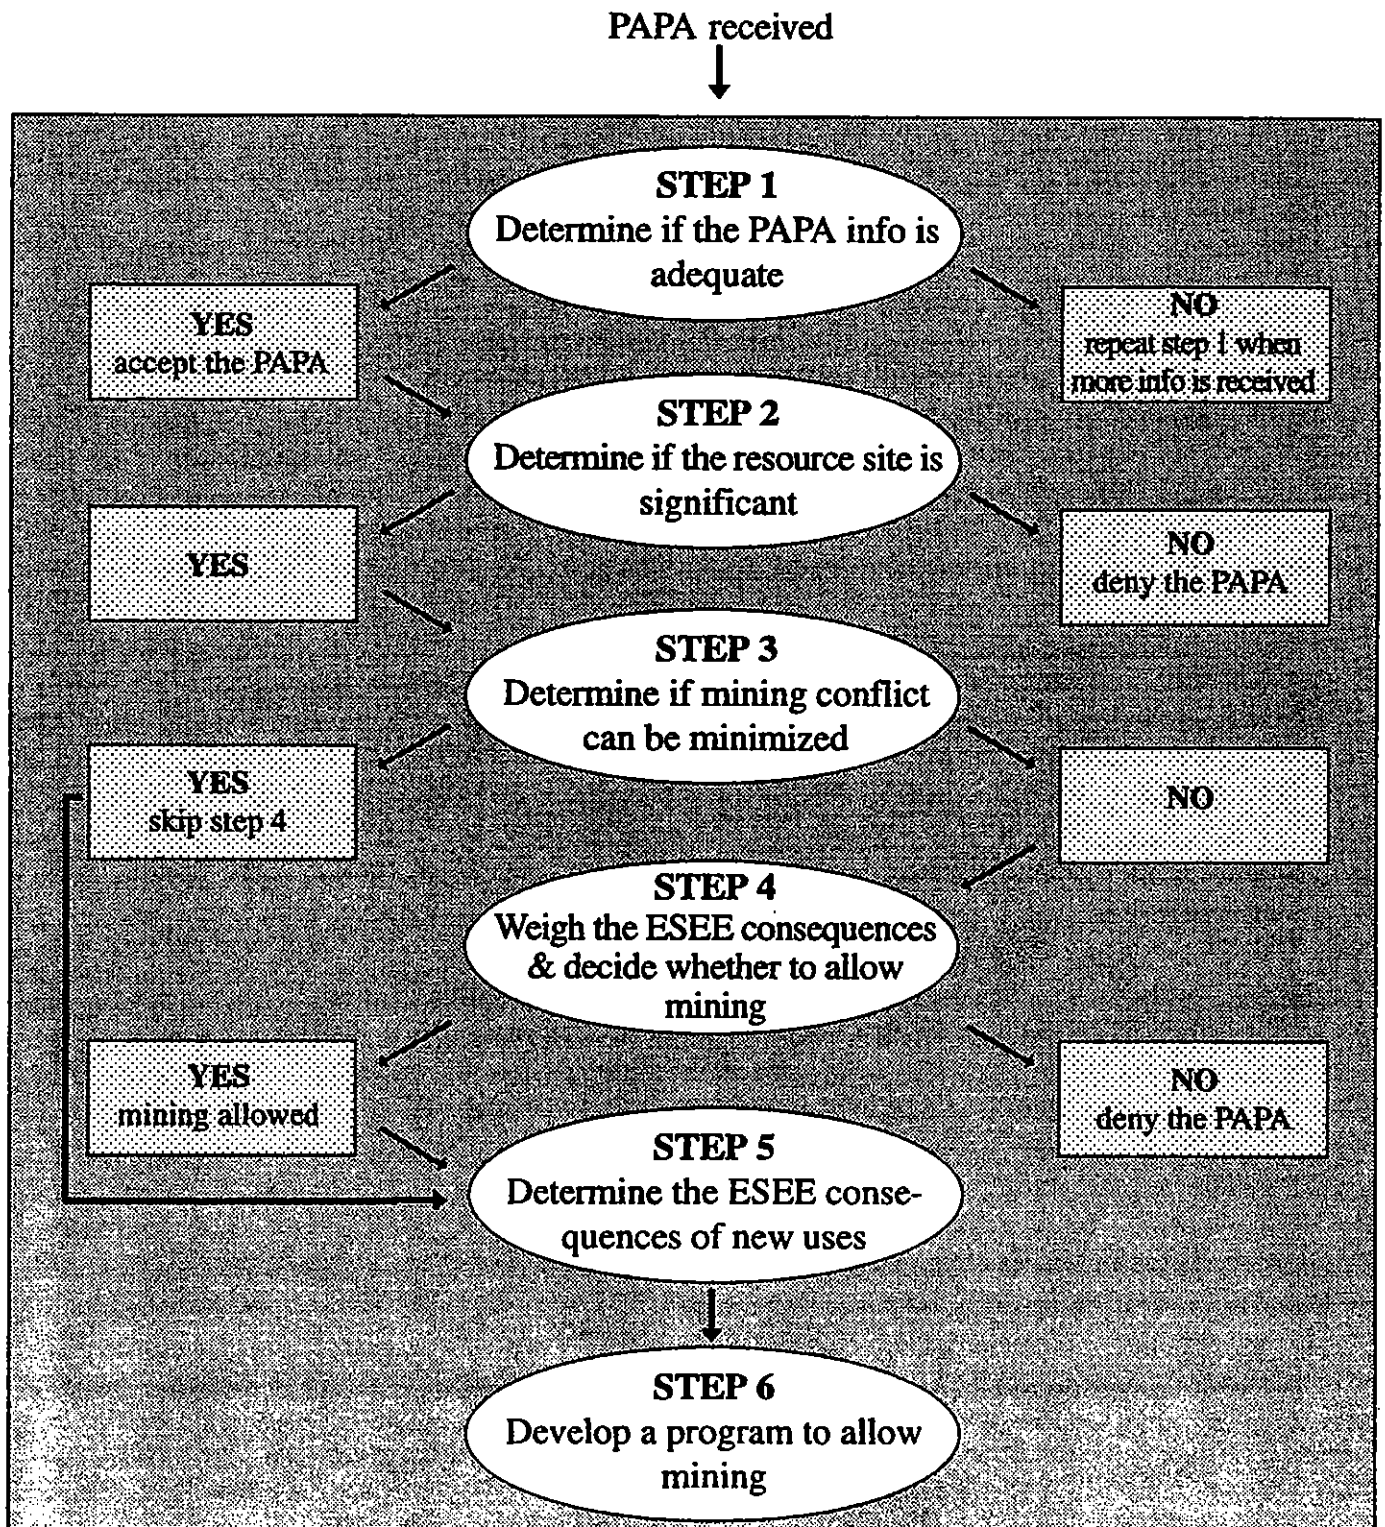 PAPA received
STEP 1
Determine if the PAPA info is
adequate
YES
accept the PAPA
NO
repeat step 1 when
more info is received
STEP 2
Determine if the resource site is
significant
YES
NO
deny the PAPA
STEP 3
Determine if mining conflict
can be minimized
YES
skip step 4
NO
STEP 4
Weigh the ESEE consequences
& decide whether to allow
mining
YES
mining allowed
NO
deny the PAPA
STEP 5
Determine the ESEE conse-
quences of new uses
STEP 6
Develop a program to allow
mining